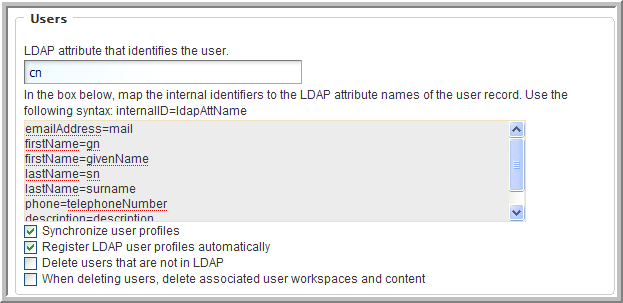 Users
LDAP attribute that identifies the user.
cn
In the box below, map the internal identifiers to the LDAP attribute names of the user record. Use the
following syntax: internalID=ldapAttName
emailAddress=mail
firstName=gn
firstName=givenName
lastName=sn
lastName=surname
phone=telephoneNumber
description=description
Synchronize user profiles
Register LDAP user profiles automatically
Delete users that are not in LDAP
When deleting users, delete associated user workspaces and content